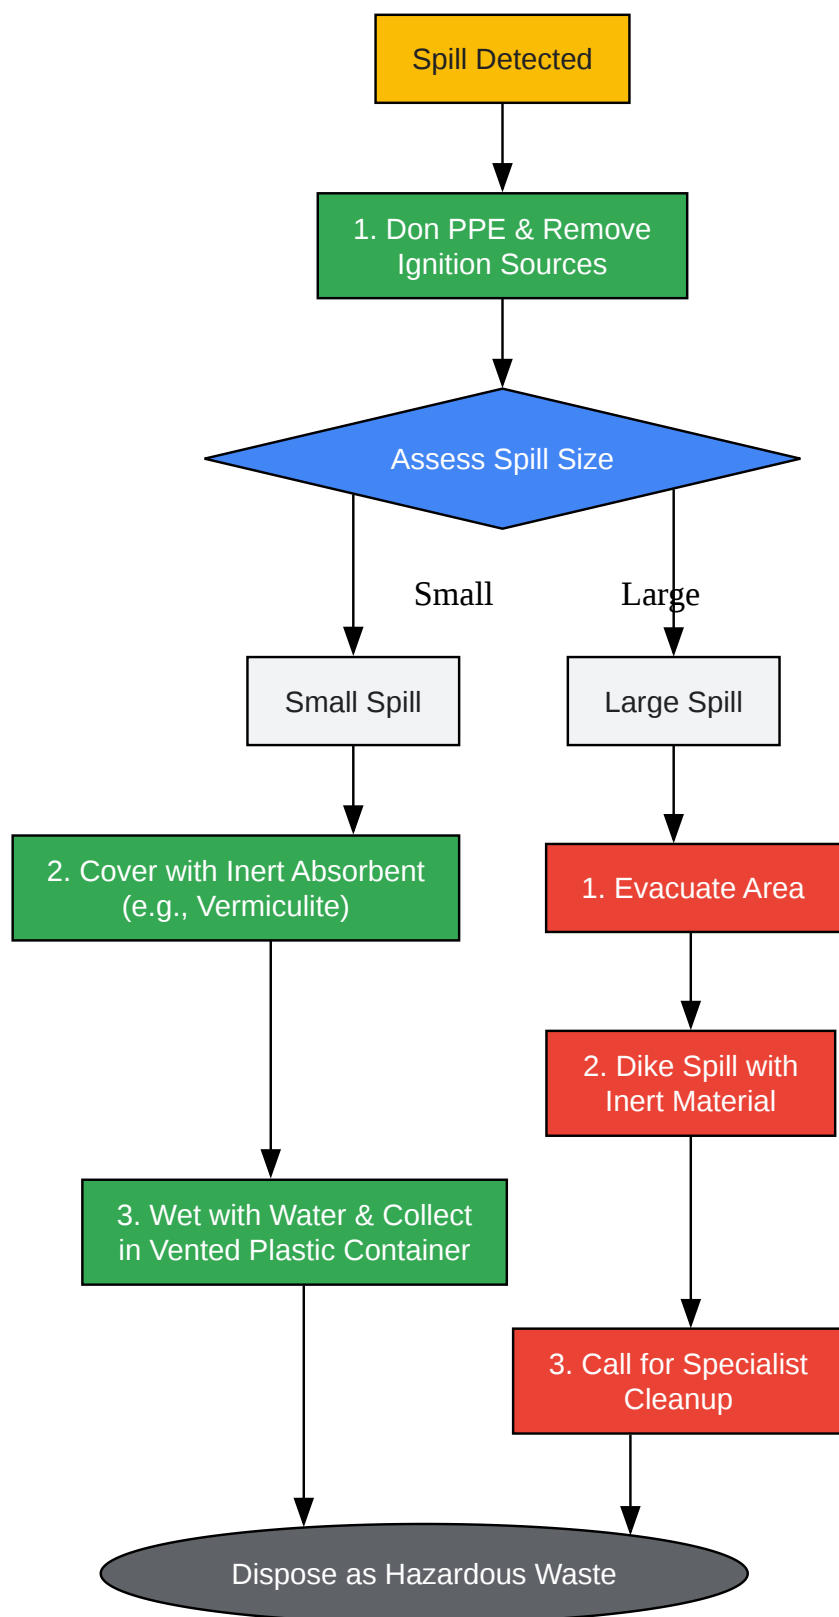 Spill Detected
1. Don PPE & Remove
Ignition Sources
Assess Spill Size
Small
Large
Small Spill
Large Spill
2. Cover with Inert Absorbent
(e.g., Vermiculite)
1. Evacuate Area
2. Dike Spill with
Inert Material
3. Wet with Water & Collect
in Vented Plastic Container
3. Call for Specialist
Cleanup
Dispose as Hazardous Waste